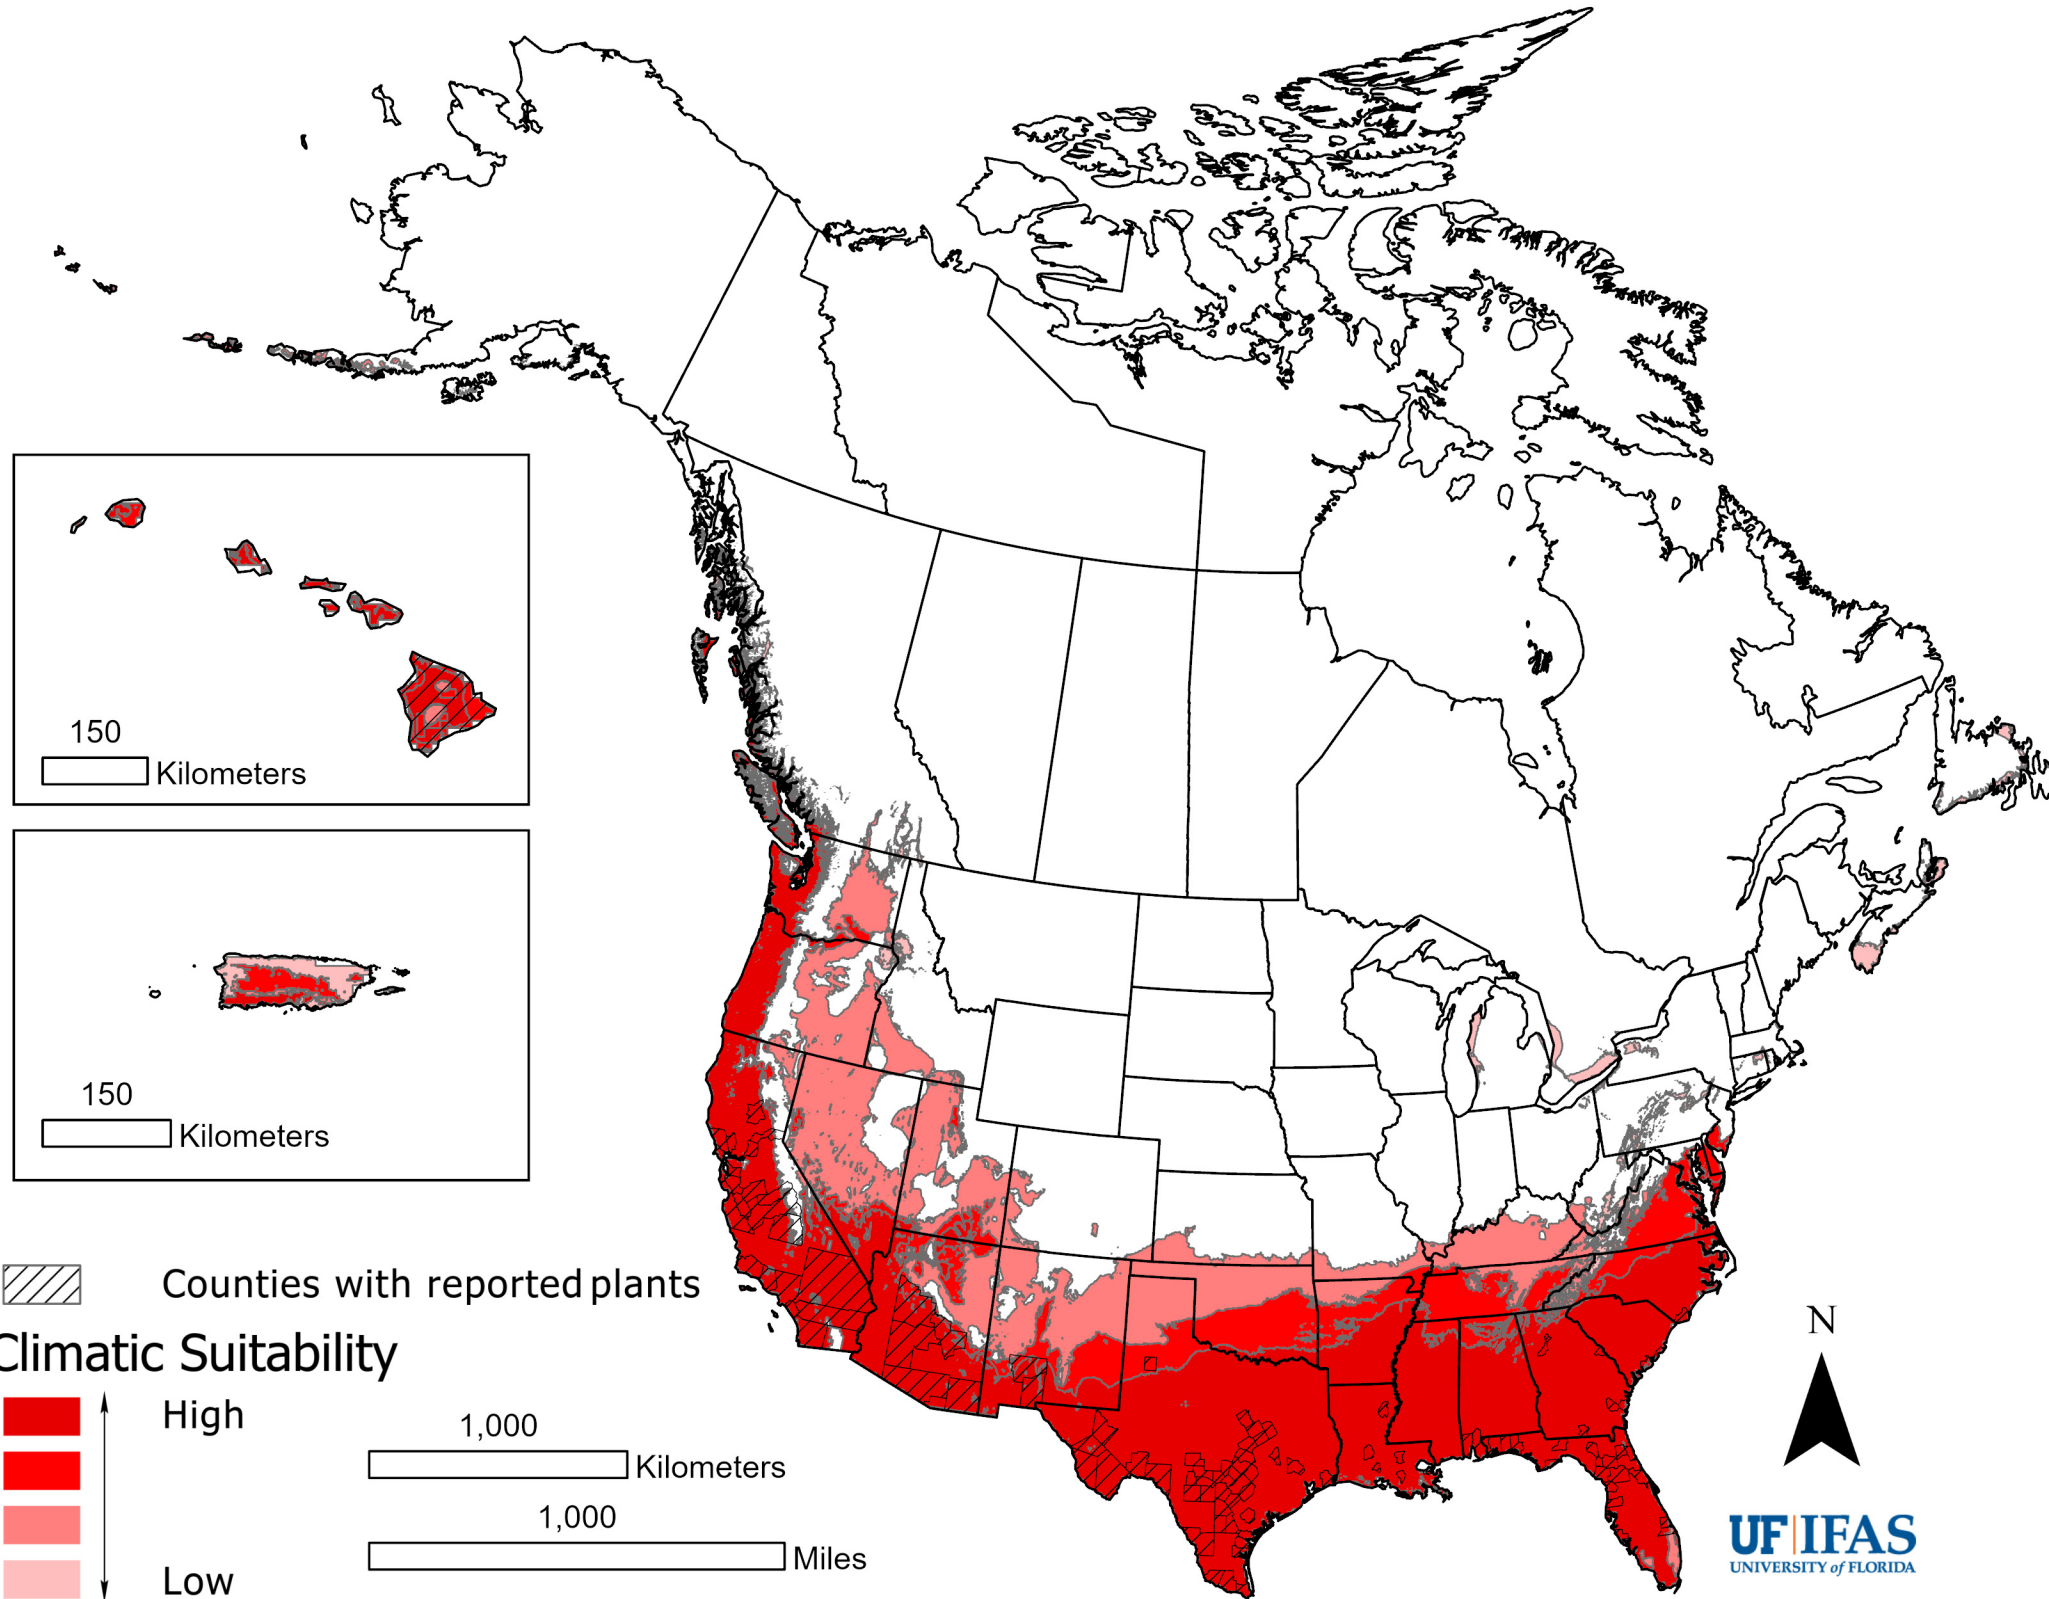 150
Kilometers
150
Kilometers
Counties with reported plants
Climatic Suitability
High
Low
1,000
Kilometers
1,000
Miles
N
UF|IFAS
UNIVERSITY of FLORIDA